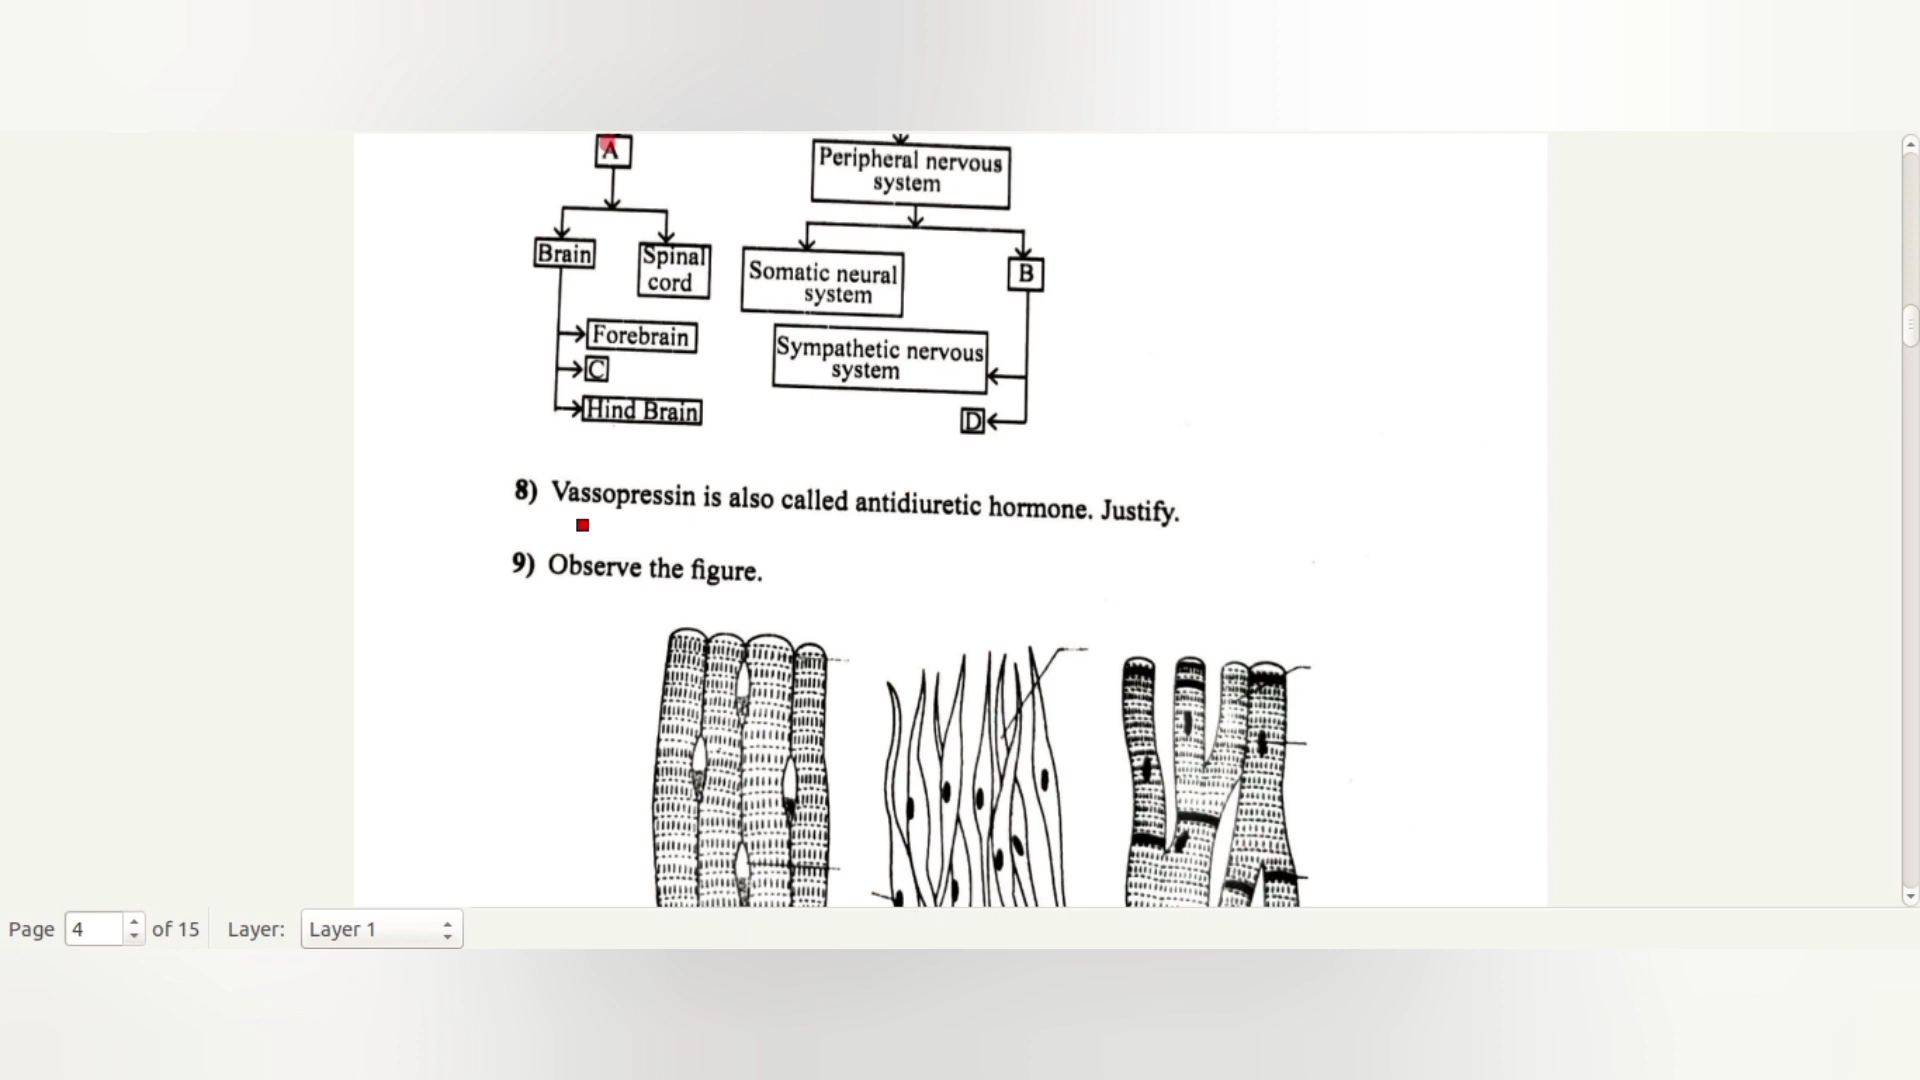 A
Peripheral nervous
system
Brain
Spinal
cord
Somatic neural
system
B
Forebrain
Sympathetic nervous
system
C
Hind Brain
D
8) Vassopressin is also called antidiuretic hormone. Justify.
9) Observe the figure.
Page 4 of 15 Layer: Layer 1